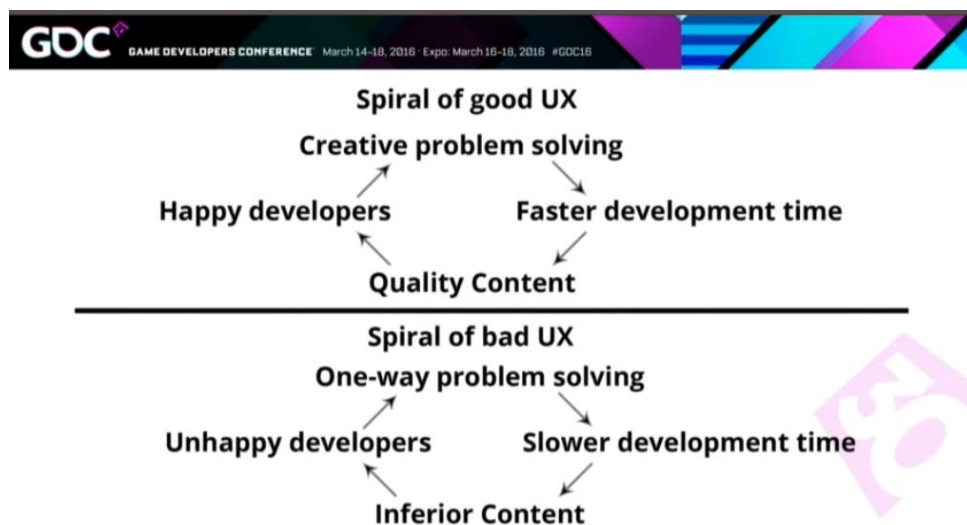 GDC GAME DEVELOPERS CONFERENCE March 14-18, 2016 · Expo: March 16-18, 2016 #GDC16
Spiral of good UX
Creative problem solving
Happy developers Faster development time
Quality Content
Spiral of bad UX
One-way problem solving
Unhappy developers Slower development time
Inferior Content